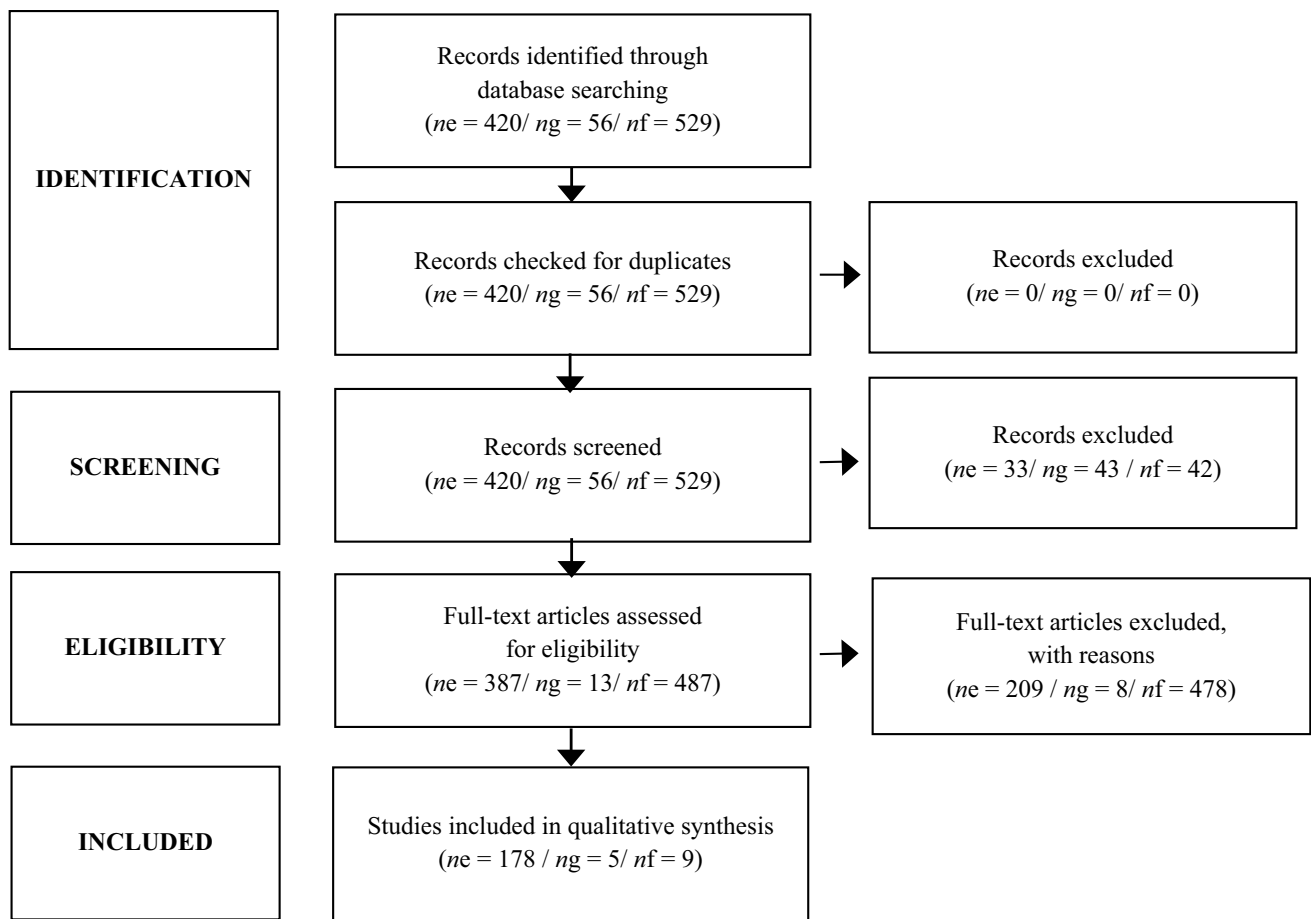 IDENTIFICATION
Records identified through
database searching
(ne = 420/ ng = 56/ nf = 529)
Records checked for duplicates
(ne = 420/ ng = 56/ nf = 529)
Records excluded
(ne = 0/ ng = 0/ nf = 0)
SCREENING
Records screened
(ne = 420/ ng = 56/ nf = 529)
Records excluded
(ne = 33/ ng = 43 / nf = 42)
ELIGIBILITY
Full-text articles assessed
for eligibility
(ne = 387/ ng = 13/ nf = 487)
Full-text articles excluded,
with reasons
(ne = 209 / ng = 8/ nf = 478)
INCLUDED
Studies included in qualitative synthesis
(ne = 178 / ng = 5/ nf = 9)